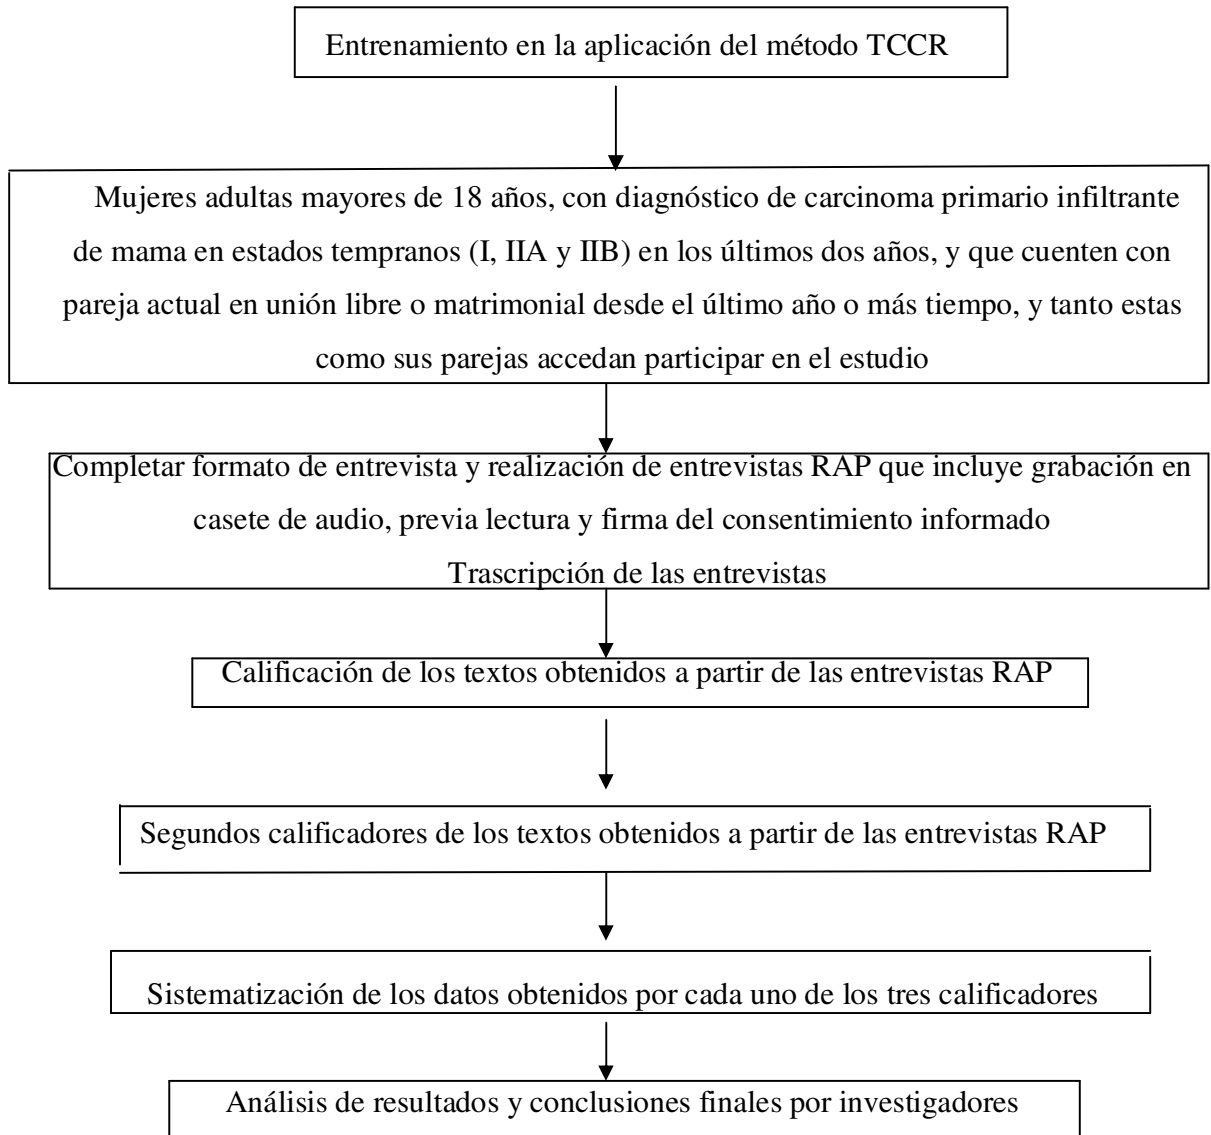 Entrenamiento en la aplicación del método TCCR
Mujeres adultas mayores de 18 años, con diagnóstico de carcinoma primario infiltrante
de mama en estados tempranos (I, IIA y IIB) en los últimos dos años, y que cuenten con
pareja actual en unión libre o matrimonial desde el último año o más tiempo, y tanto estas
como sus parejas accedan participar en el estudio
Completar formato de entrevista y realización de entrevistas RAP que incluye grabación en
casete de audio, previa lectura y firma del consentimiento informado
Trascripción de las entrevistas
Calificación de los textos obtenidos a partir de las entrevistas RAP
Segundos calificadores de los textos obtenidos a partir de las entrevistas RAP
Sistematización de los datos obtenidos por cada uno de los tres calificadores
Análisis de resultados y conclusiones finales por investigadores